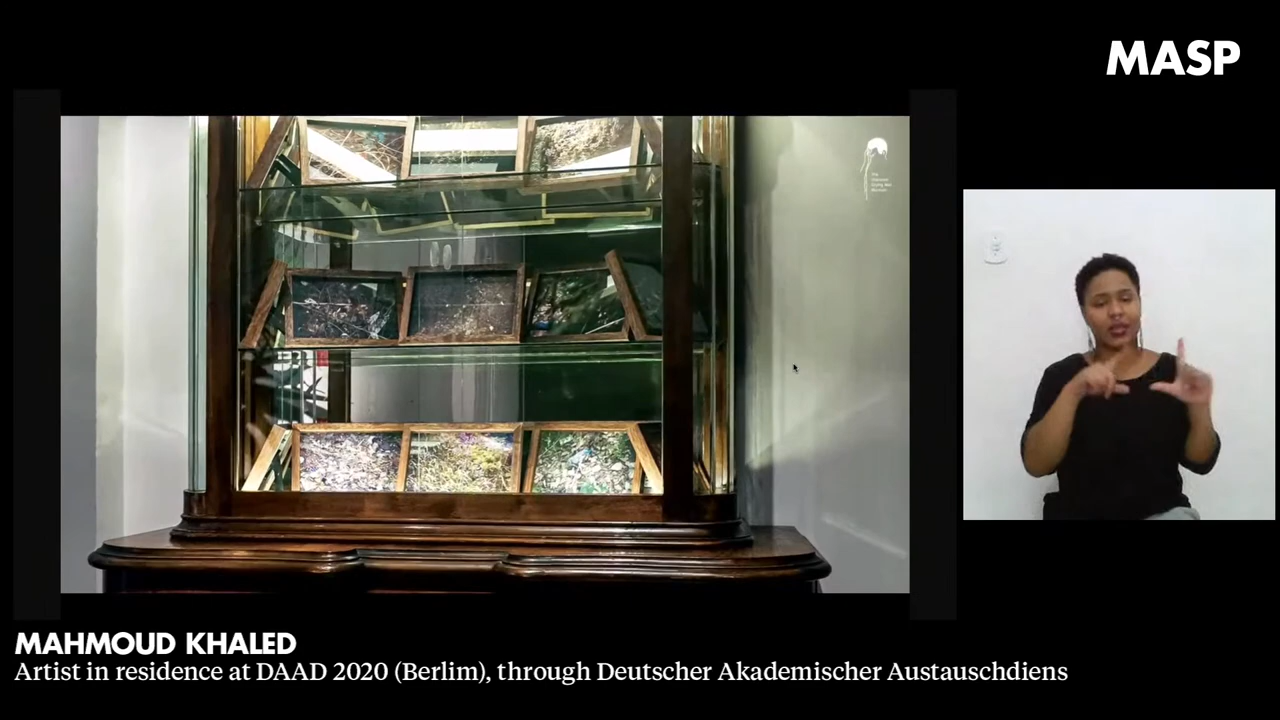 MASP
MAHMOUD KHALED
Artist in residence at DAAD 2020 (Berlim), through Deutscher Akademischer Austauschdiens